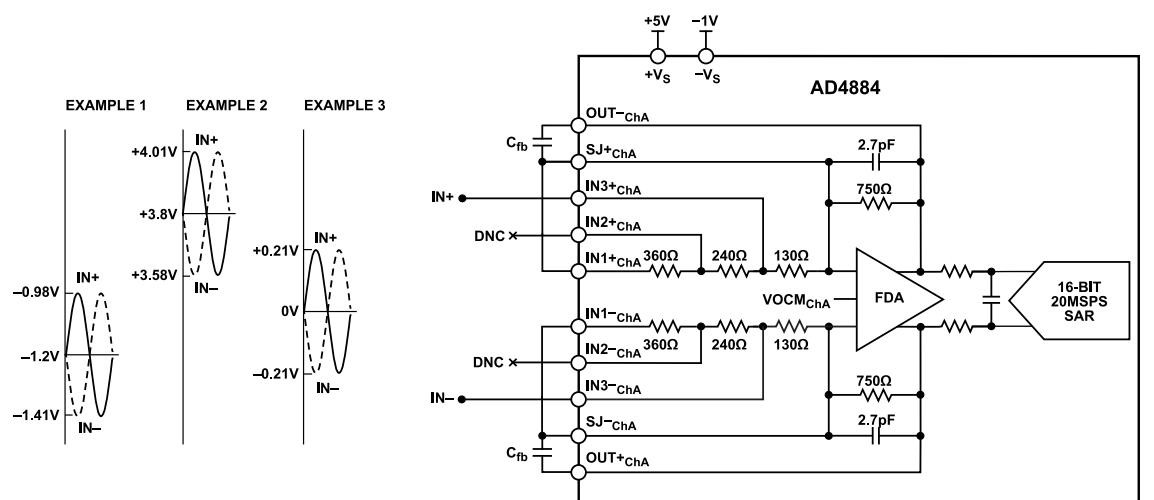 EXAMPLE 1
IN+
–0.98V
–1.2V
–1.41V
IN–
EXAMPLE 2
IN+
+4.01V
+3.8V
+3.58V
IN–
EXAMPLE 3
IN+
+0.21V
0V
–0.21V
IN–
+5V
–1V
+VS
–VS
AD4884
OUT–ChA
Cfb
SJ+ChA
2.7pF
IN+
IN3+ChA
750Ω
DNC
IN2+ChA
IN1+ChA
360Ω
240Ω
130Ω
VOCMChA
FDA
16-BIT
20MSPS
SAR
IN1–ChA
360Ω
240Ω
130Ω
DNC
IN2–ChA
750Ω
IN–
IN3–ChA
SJ–ChA
2.7pF
Cfb
OUT+ChA